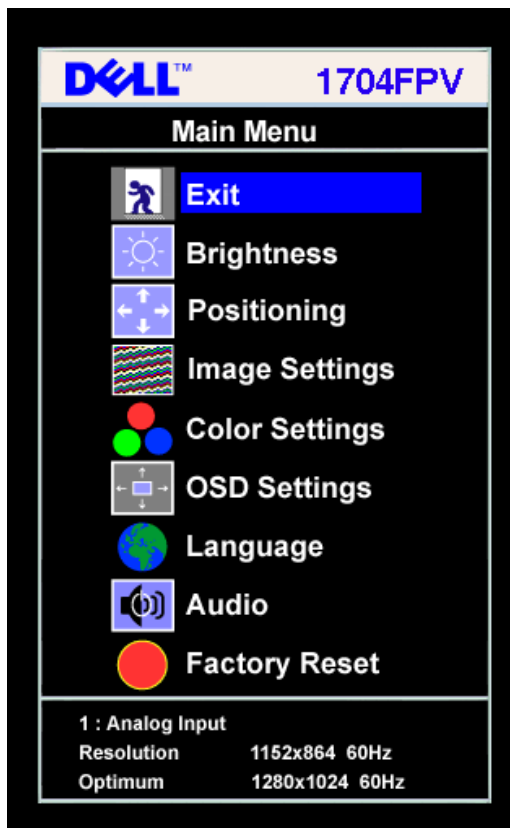 DELL™ 1704FPV
Main Menu
Exit
Brightness
Positioning
Image Settings
Color Settings
OSD Settings
Language
Audio
Factory Reset
1 : Analog Input
Resolution 1152x864 60Hz
Optimum 1280x1024 60Hz